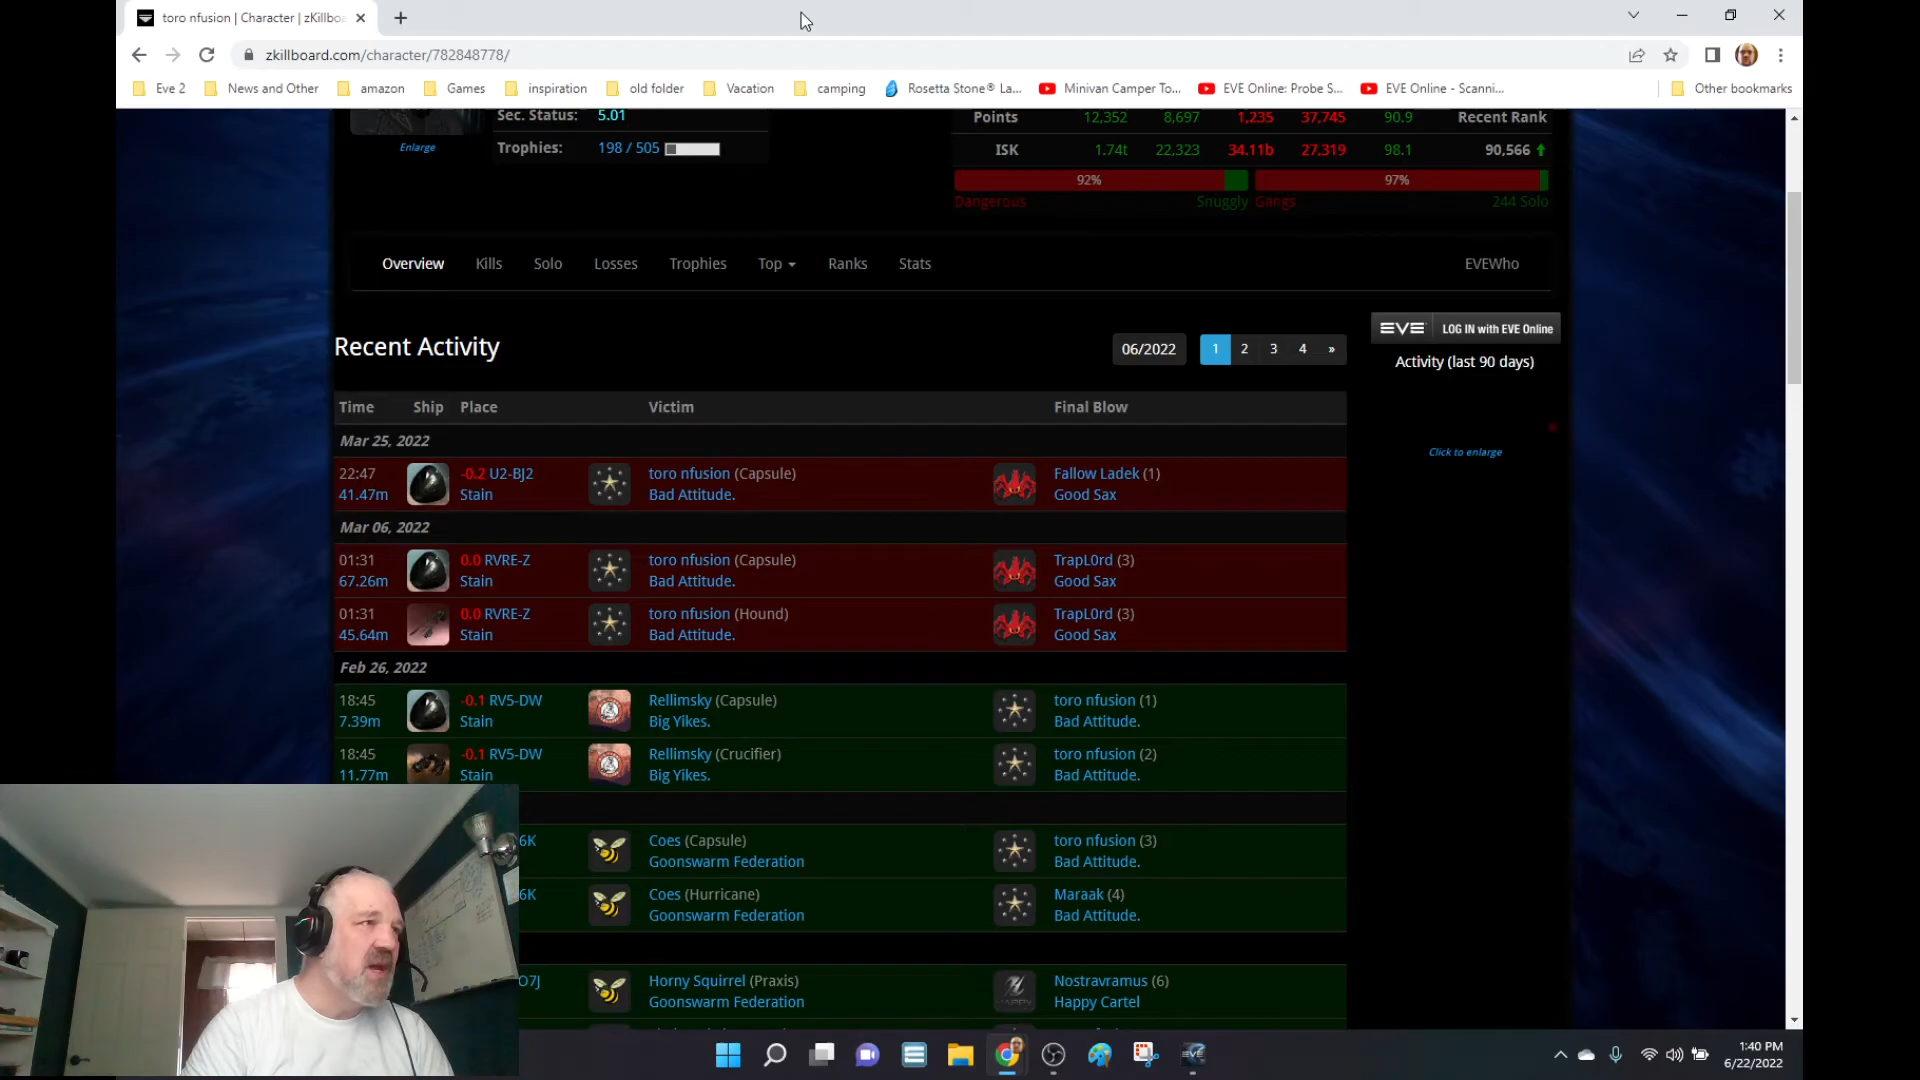 toro nfusion | Character | zKillbo
zkillboard.com/character/782848778/
Eve 2 News and Other amazon Games inspiration old folder Vacation camping Rosetta Stone® La... Minivan Camper To... EVE Online: Probe S... EVE Online - Scanni... Other bookmarks
Sec. Status: 5.01
Points 12,352 8,697 1,235 37,745 90.9 Recent Rank
Enlarge
Trophies: 198 / 505
ISK 1.74t 22,323 34.11b 27,319 98.1 90,566
92% 97%
Dangerous Snuggly Gangs 244 Solo
Overview Kills Solo Losses Trophies Top Ranks Stats EVEWho
EVE LOG IN with EVE Online
Recent Activity 06/2022 1 2 3 4 »
Activity (last 90 days)
Click to enlarge
Time Ship Place Victim Final Blow
Mar 25, 2022
22:47 -0.2 U2-BJ2 toro nfusion (Capsule) Fallow Ladek (1)
41.47m Stain Bad Attitude. Good Sax
Mar 06, 2022
01:31 0.0 RVRE-Z toro nfusion (Capsule) TrapL0rd (3)
67.26m Stain Bad Attitude. Good Sax
01:31 0.0 RVRE-Z toro nfusion (Hound) TrapL0rd (3)
45.64m Stain Bad Attitude. Good Sax
Feb 26, 2022
18:45 -0.1 RV5-DW Rellimsky (Capsule) toro nfusion (1)
7.39m Stain Big Yikes. Bad Attitude.
18:45 -0.1 RV5-DW Rellimsky (Crucifier) toro nfusion (2)
11.77m Stain Big Yikes. Bad Attitude.
6K Coes (Capsule) toro nfusion (3)
Goonswarm Federation Bad Attitude.
6K Coes (Hurricane) Maraak (4)
Goonswarm Federation Bad Attitude.
O7J Horny Squirrel (Praxis) Nostravramus (6)
Goonswarm Federation Happy Cartel
1:40 PM
6/22/2022